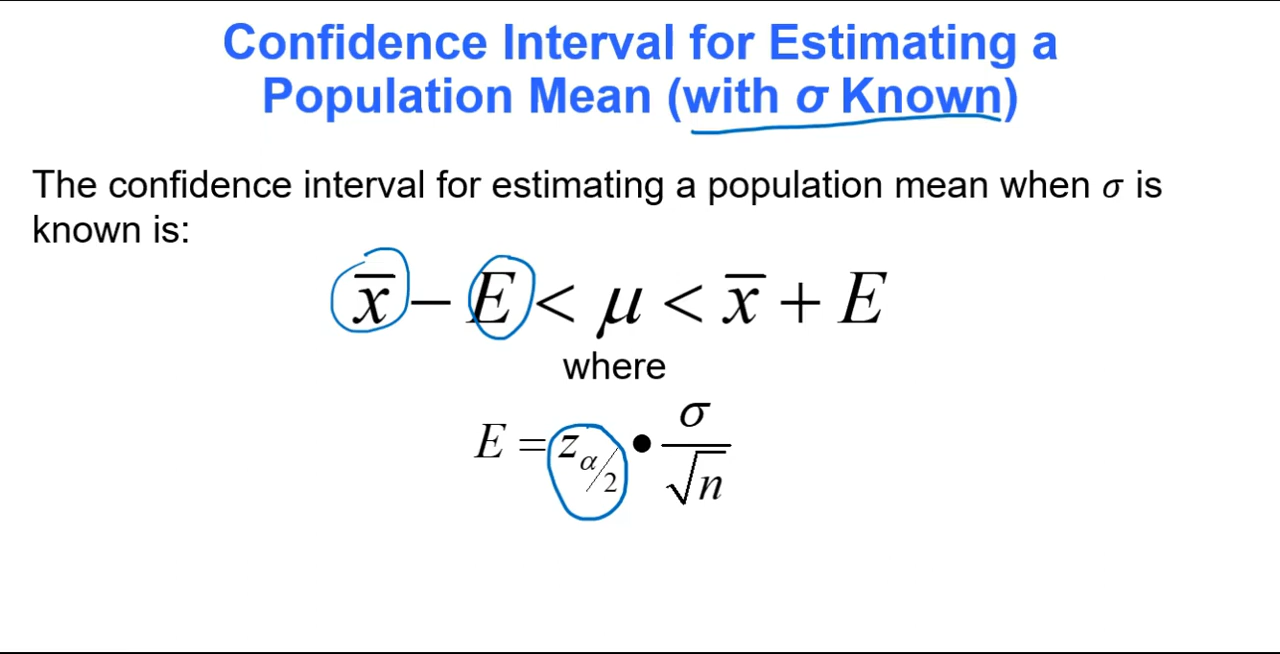 Confidence Interval for Estimating a
Population Mean (with σ Known)
The confidence interval for estimating a population mean when σ is
known is:
x̄ − E < μ < x̄ + E
where
E = z_{α/2} • σ/√n